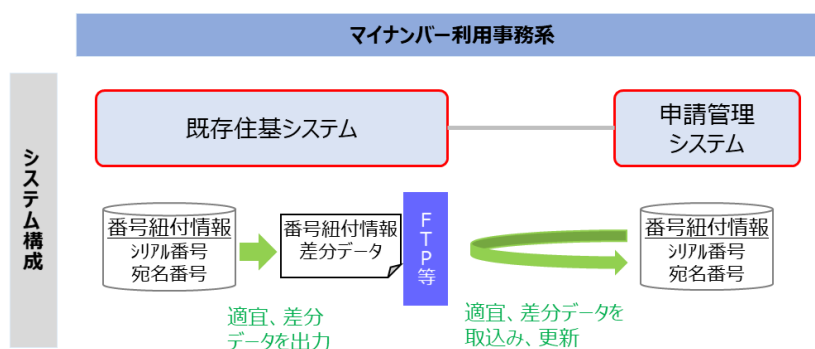 マイナンバー利用事務系
システム構成
既存住基システム
申請管理
システム
番号紐付情報
シリアル番号
宛名番号
番号紐付情報
差分データ
FTP等
番号紐付情報
シリアル番号
宛名番号
適宜、差分
データを出力
適宜、差分データを
取込み、更新